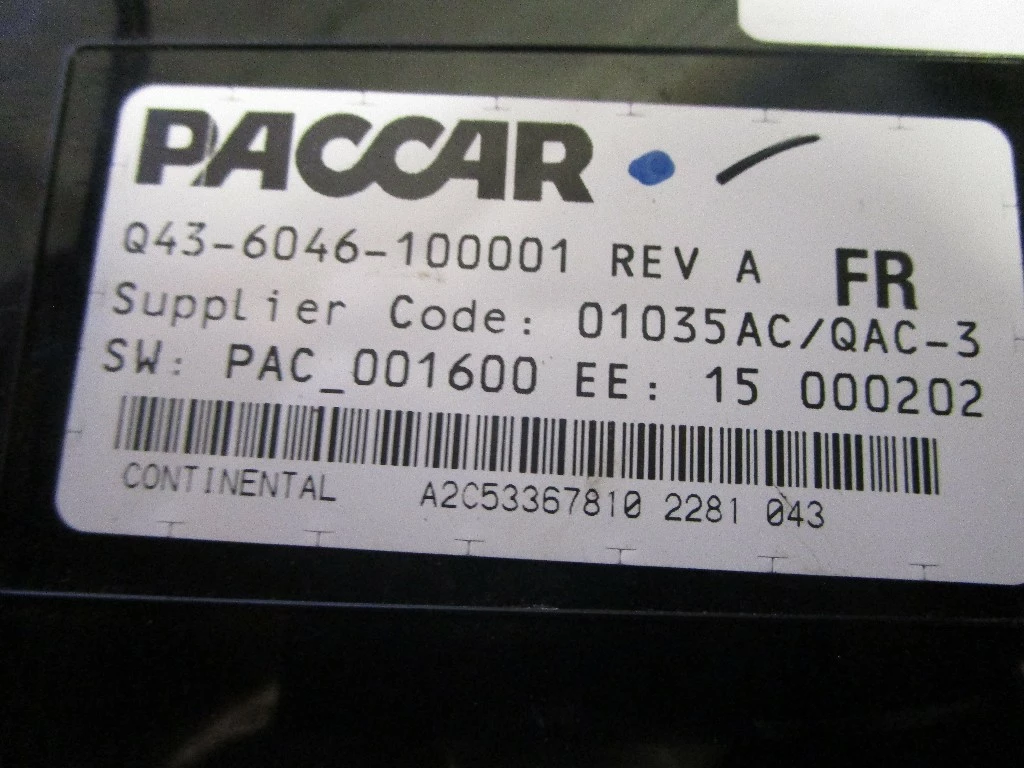 PACCAR
Q43-6046-100001 REV A FR
Supplier Code: 01035AC/QAC-3
SW: PAC_001600 EE: 15 000202
CONTINENTAL A2C53367810 2281 043